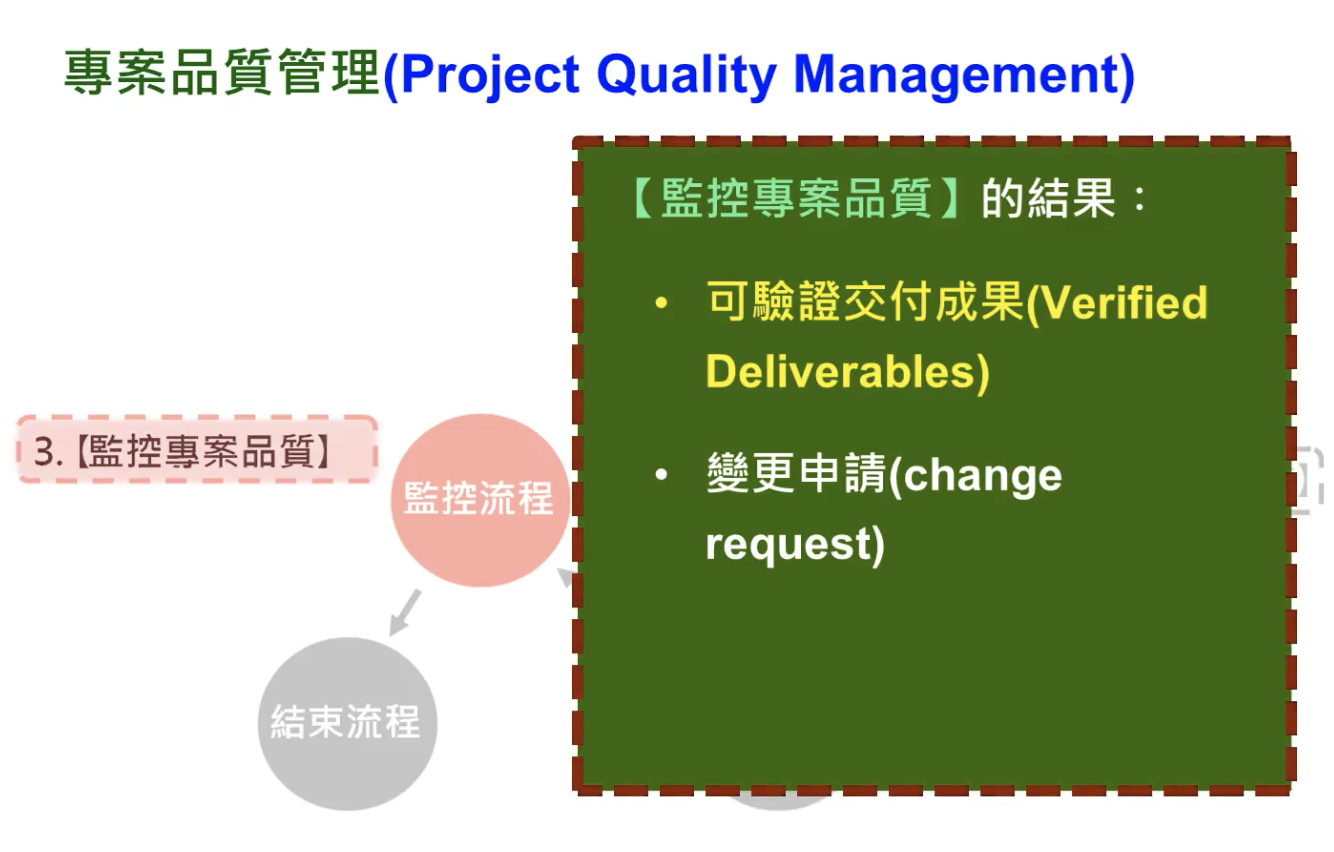 專案品質管理(Project Quality Management)
【監控專案品質】的結果：
• 可驗證交付成果(Verified
Deliverables)
• 變更申請(change
request)
3.【監控專案品質】
監控流程
結束流程